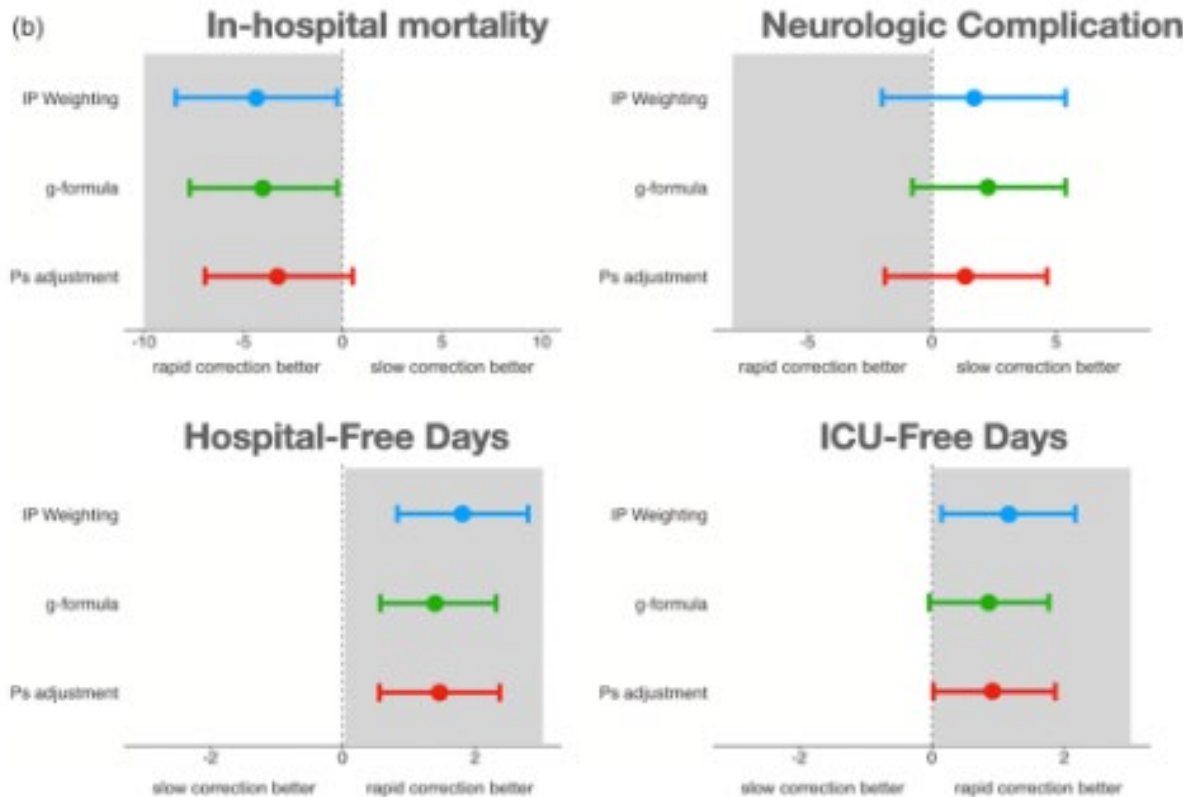 (b)
In-hospital mortality
IP Weighting
g-formula
Ps adjustment
-10 -5 0 5 10
rapid correction better slow correction better
Neurologic Complication
IP Weighting
g-formula
Ps adjustment
-5 0 5
rapid correction better slow correction better
Hospital-Free Days
IP Weighting
g-formula
Ps adjustment
-2 0 2
slow correction better rapid correction better
ICU-Free Days
IP Weighting
g-formula
Ps adjustment
-2 0 2
slow correction better rapid correction better